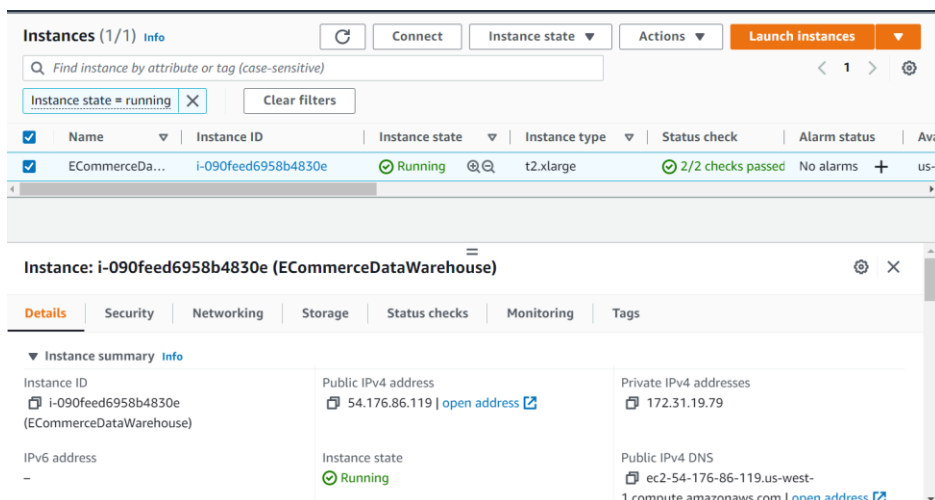 Instances (1/1) Info Connect Instance state Actions Launch instances
Find instance by attribute or tag (case-sensitive) 1
Instance state = running Clear filters
Name Instance ID Instance state Instance type Status check Alarm status Ava
ECommerceDa... i-090feed6958b4830e Running t2.xlarge 2/2 checks passed No alarms us-
Instance: i-090feed6958b4830e (ECommerceDataWarehouse)
Details Security Networking Storage Status checks Monitoring Tags
Instance summary Info
Instance ID Public IPv4 address Private IPv4 addresses
i-090feed6958b4830e 54.176.86.119 | open address 172.31.19.79
(ECommerceDataWarehouse)
IPv6 address Instance state Public IPv4 DNS
– Running ec2-54-176-86-119.us-west-
1.compute.amazonaws.com | open address